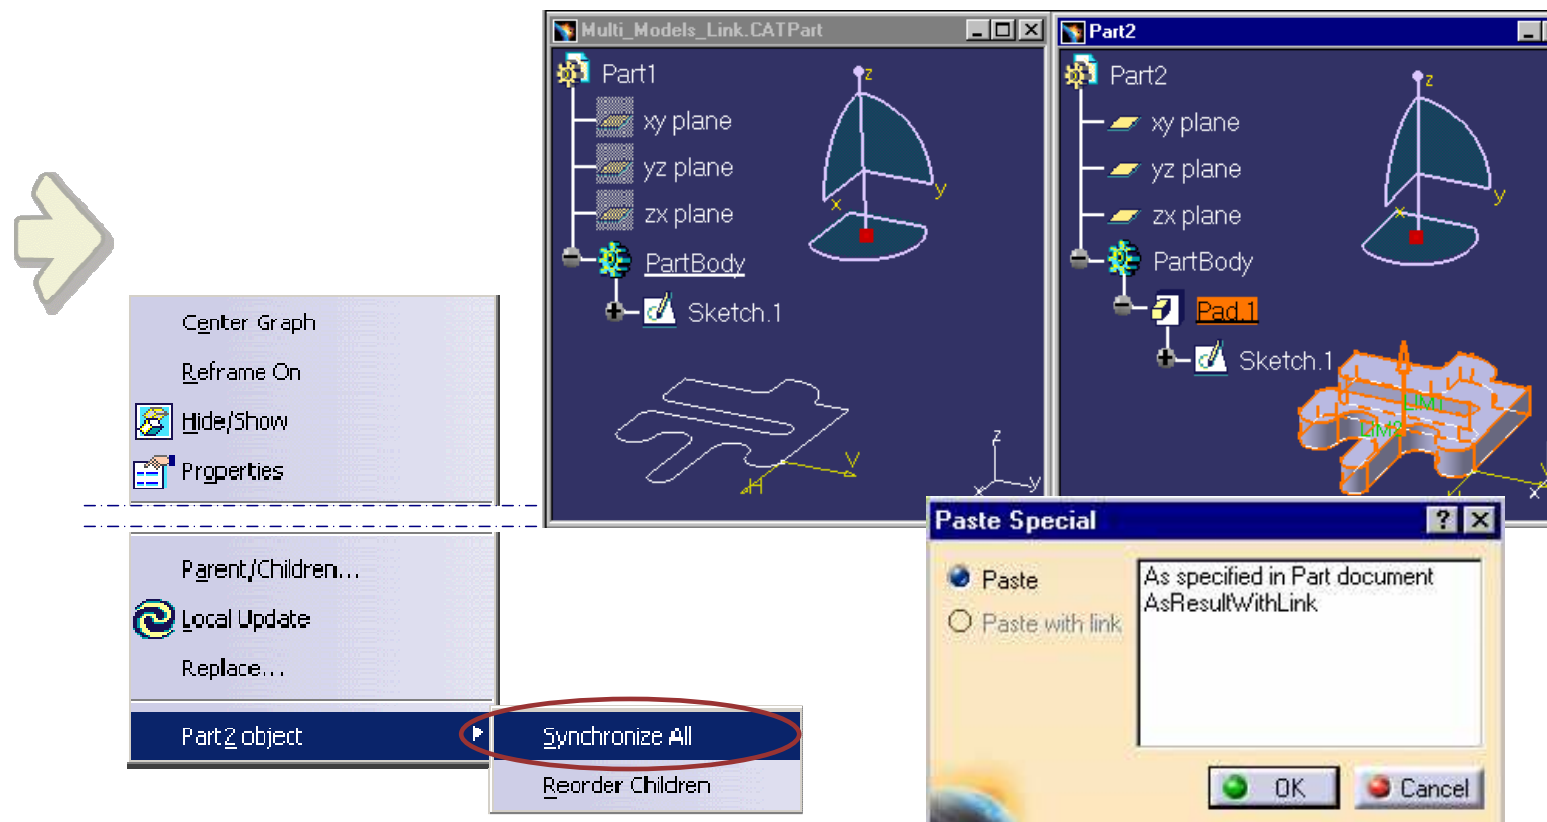 Multi_Models_Link.CATPart
Part1
xy plane
yz plane
zx plane
PartBody
Sketch.1
z
y
x
V
H
z
y
x
Part2
Part2
xy plane
yz plane
zx plane
PartBody
Pad.1
Sketch.1
z
y
x
LIM1
LIM2
x
Center Graph
Reframe On
Hide/Show
Properties
Parent/Children...
Local Update
Replace...
Part2 object
Synchronize All
Reorder Children
Paste Special
Paste
Paste with link
As specified in Part document
AsResultWithLink
OK
Cancel